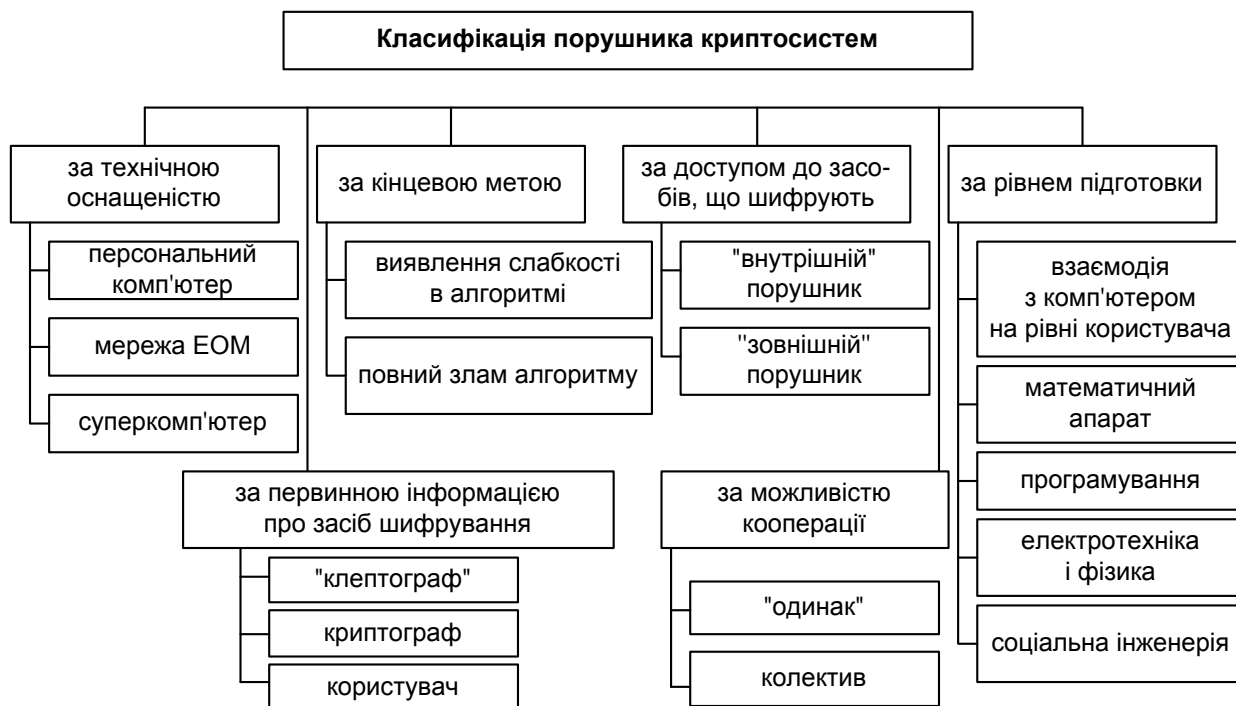 Класифікація порушника криптосистем
за технічною
оснащеністю
персональний
комп'ютер
мережа ЕОМ
суперкомп'ютер
за кінцевою метою
виявлення слабкості
в алгоритмі
повний злам алгоритму
за доступом до засо-
бів, що шифрують
"внутрішній"
порушник
"зовнішній"
порушник
за рівнем підготовки
взаємодія
з комп'ютером
на рівні користувача
математичний
апарат
програмування
електротехніка
і фізика
соціальна інженерія
за первинною інформацією
про засіб шифрування
"клептограф"
криптограф
користувач
за можливістю
кооперації
"одинак"
колектив